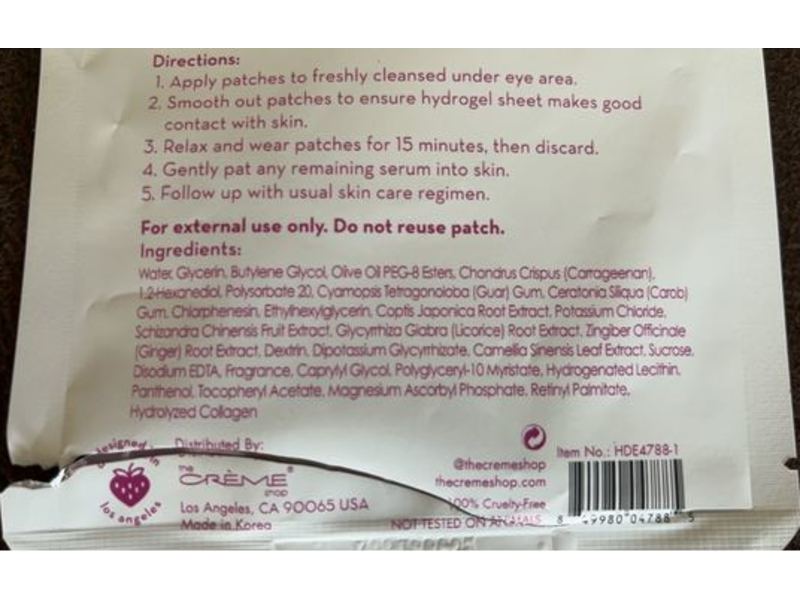 Directions:
1. Apply patches to freshly cleansed under eye area.
2. Smooth out patches to ensure hydrogel sheet makes good
contact with skin.
3. Relax and wear patches for 15 minutes, then discard.
4. Gently pat any remaining serum into skin.
5. Follow up with usual skin care regimen.
For external use only. Do not reuse patch.
Ingredients:
Water, Glycerin, Butylene Glycol, Olive Oil PEG-8 Esters, Chondrus Crispus (Carrageenan),
1,2-Hexanediol, Polysorbate 20, Cyamopsis Tetragonoloba (Guar) Gum, Ceratonia Siliqua (Carob)
Gum, Chlorphenesin, Ethylhexylglycerin, Coptis Japonica Root Extract, Potassium Chloride,
Schizandra Chinensis Fruit Extract, Glycyrrhiza Glabra (Licorice) Root Extract, Zingiber Officinale
(Ginger) Root Extract, Dextrin, Dipotassium Glycyrrhizate, Camellia Sinensis Leaf Extract, Sucrose,
Disodium EDTA, Fragrance, Caprylyl Glycol, Polyglyceryl-10 Myristate, Hydrogenated Lecithin,
Panthenol, Tocopheryl Acetate, Magnesium Ascorbyl Phosphate, Retinyl Palmitate,
Hydrolyzed Collagen
designed in
los angeles
Distributed By:
the
CRÈME®
shop
Los Angeles, CA 90065 USA
Made in Korea
@thecremeshop
thecremeshop.com
100% Cruelty-Free
NOT TESTED ON ANIMALS
Item No.: HDE4788-1
8 49980 04788 5